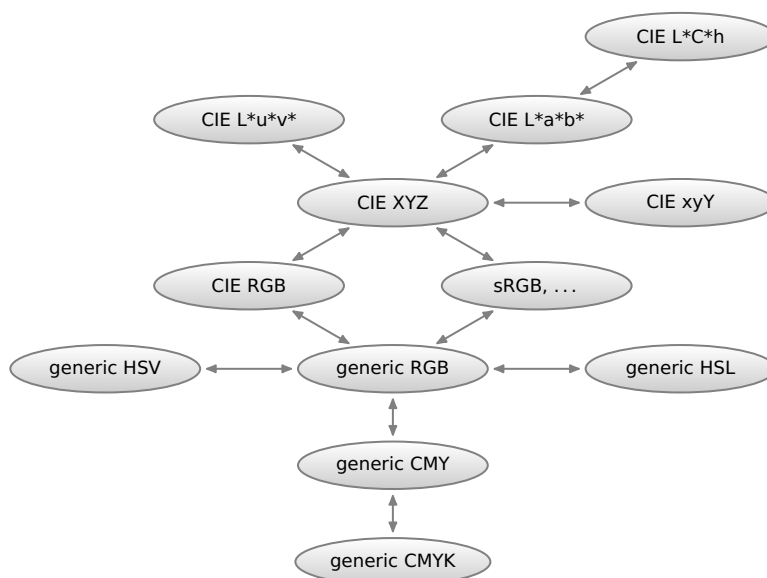 CIE L*C*h
CIE L*u*v*
CIE L*a*b*
CIE XYZ
CIE xyY
CIE RGB
sRGB, . . .
generic HSV
generic RGB
generic HSL
generic CMY
generic CMYK